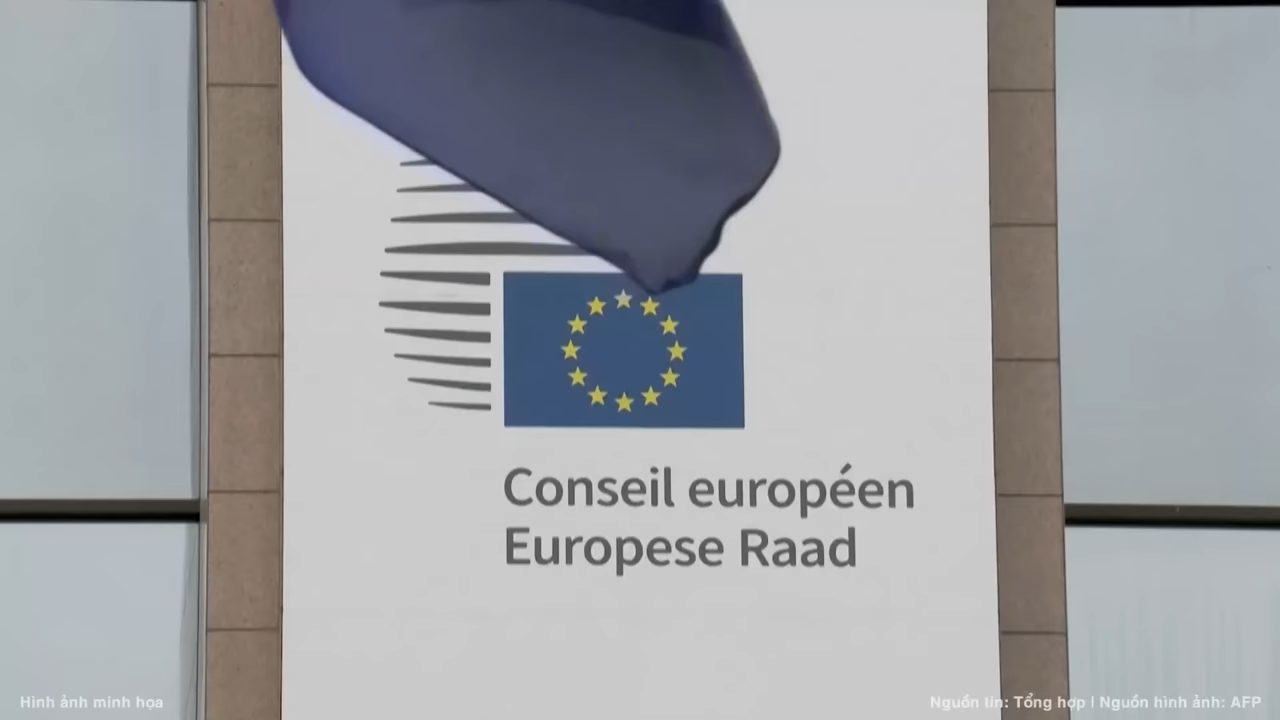 Conseil européen
Europese Raad
Hình ảnh minh họa
Nguồn tin: Tổng hợp | Nguồn hình ảnh: AFP